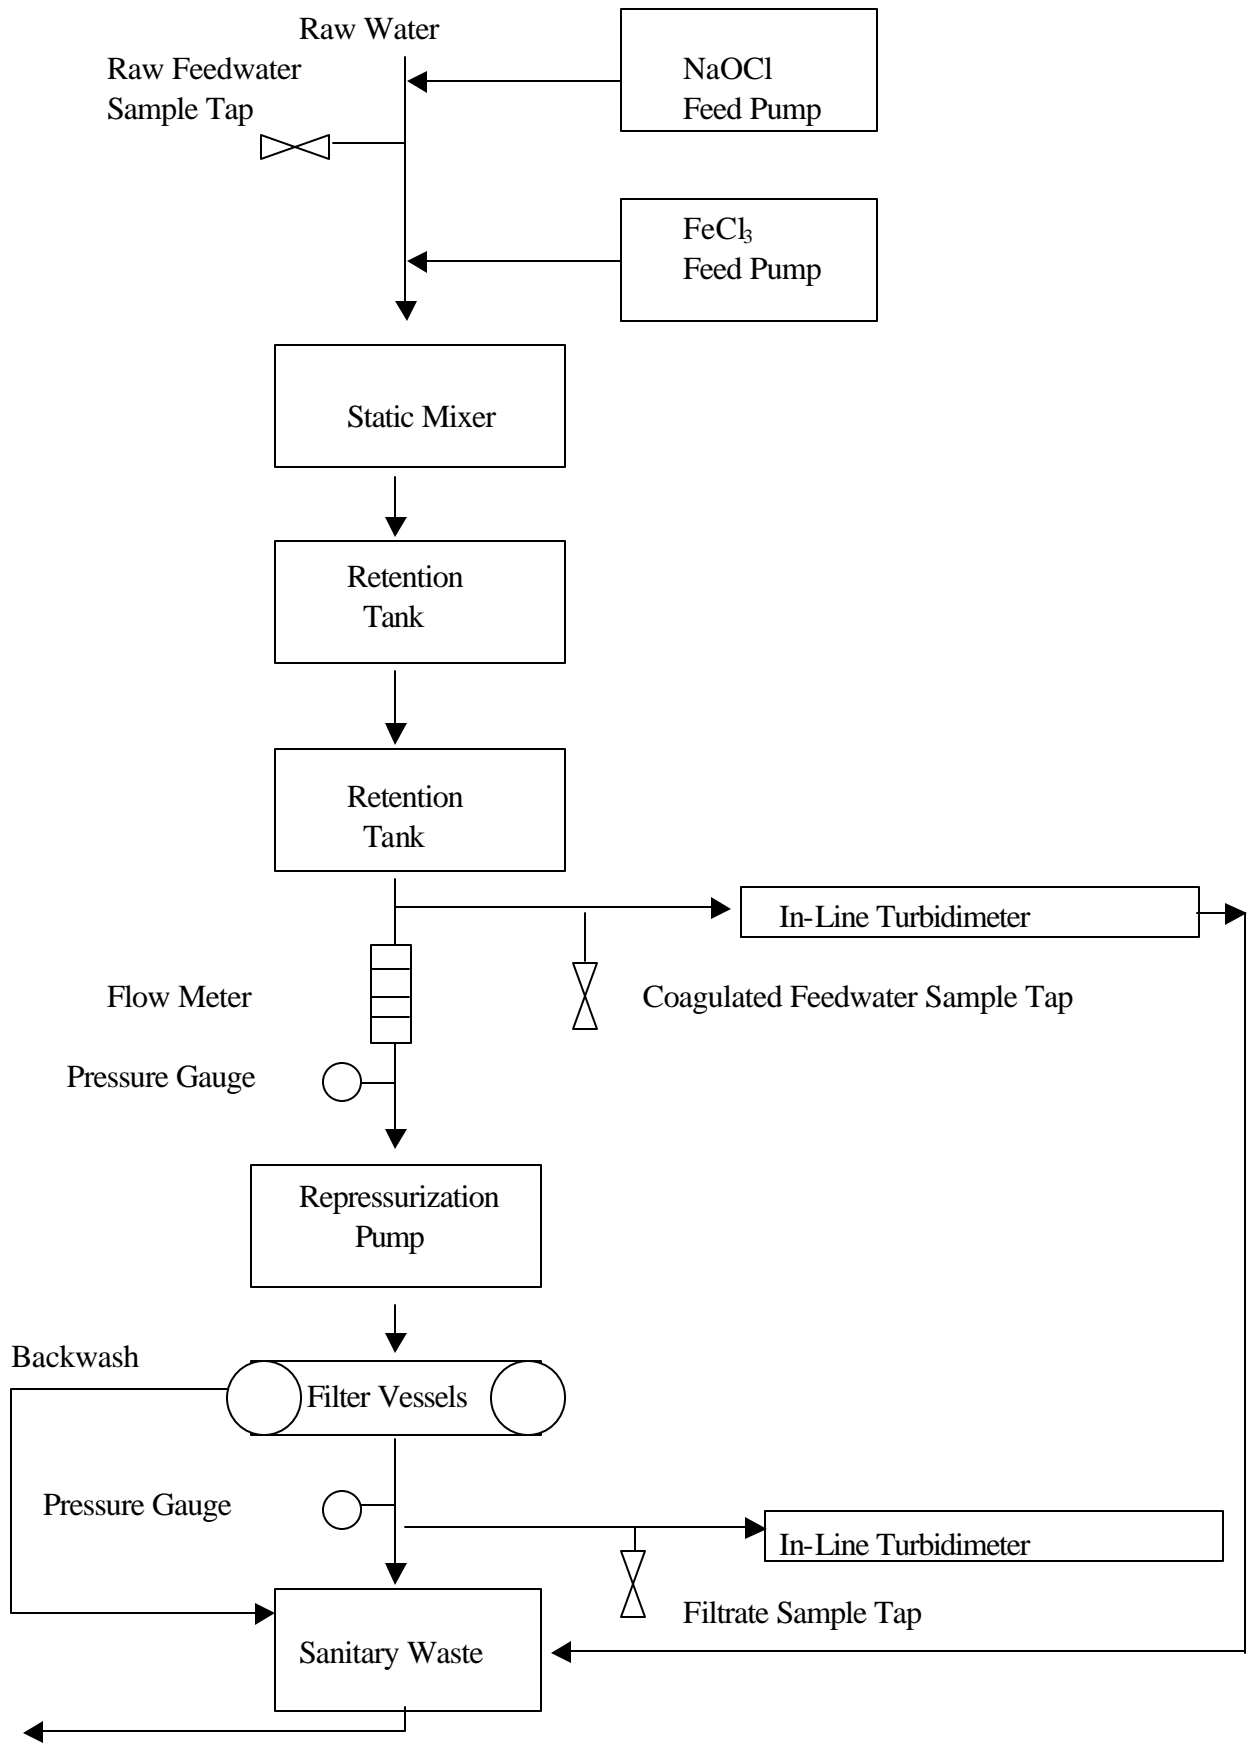 Raw Water
Raw Feedwater
Sample Tap
NaOCl
Feed Pump
FeCl₃
Feed Pump
Static Mixer
Retention
Tank
Retention
Tank
In-Line Turbidimeter
Flow Meter
Coagulated Feedwater Sample Tap
Pressure Gauge
Repressurization
Pump
Backwash
Filter Vessels
Pressure Gauge
In-Line Turbidimeter
Filtrate Sample Tap
Sanitary Waste